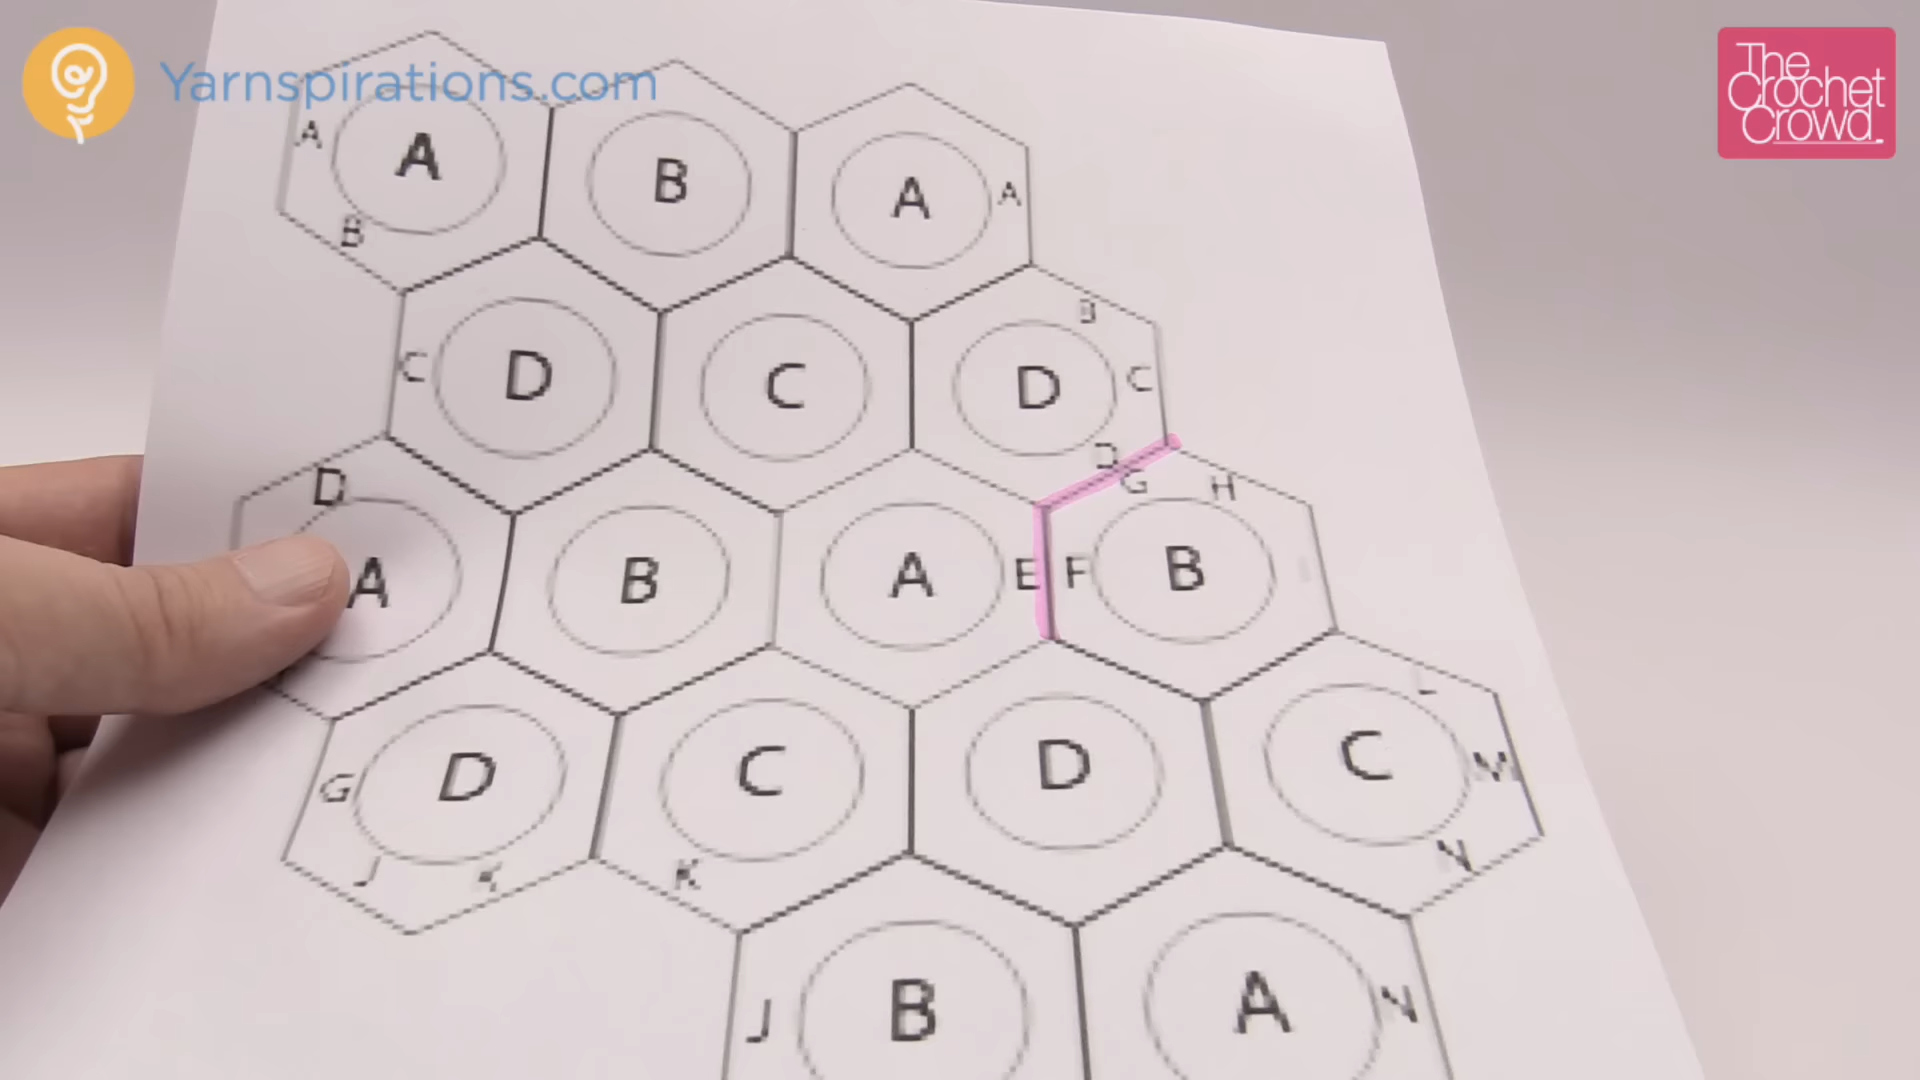 Yarnspirations.com
The
Crochet
Crowd
A A B A A
B
B
C D C D C
D
D G H
A B A E F B
L
G D C D C M
N
J K K
J B A N